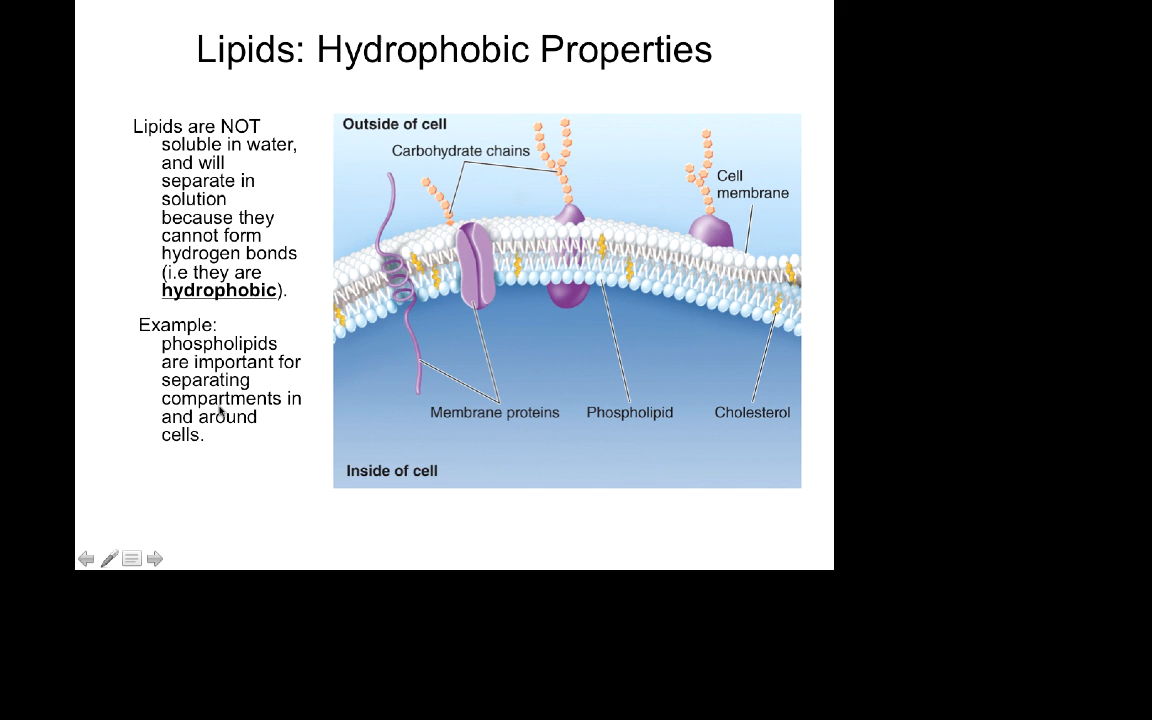 Lipids: Hydrophobic Properties
Lipids are NOT
soluble in water,
and will
separate in
solution
because they
cannot form
hydrogen bonds
(i.e they are
hydrophobic).
Example:
phospholipids
are important for
separating
compartments in
and around
cells.
Outside of cell
Carbohydrate chains
Cell
membrane
Membrane proteins
Phospholipid
Cholesterol
Inside of cell